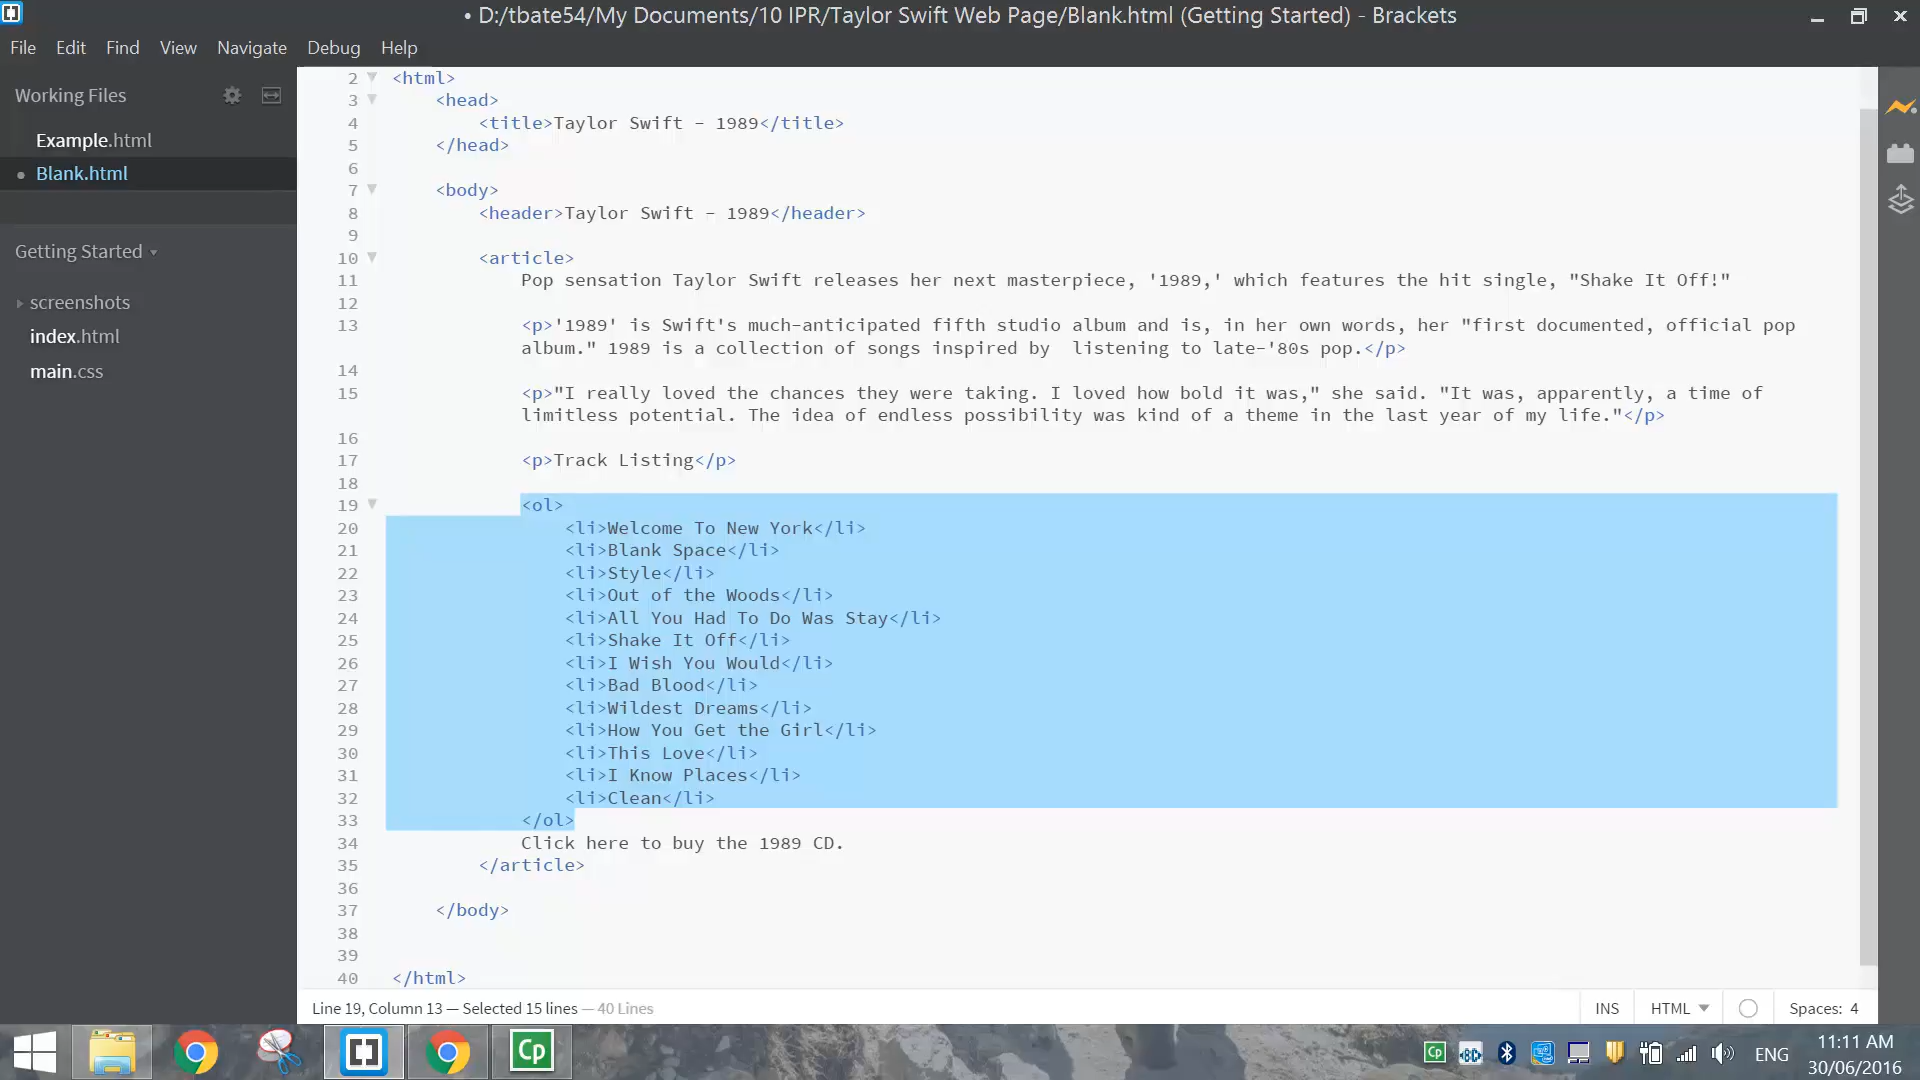 • D:/tbate54/My Documents/10 IPR/Taylor Swift Web Page/Blank.html (Getting Started) - Brackets
File Edit Find View Navigate Debug Help
Working Files
Example.html
• Blank.html
Getting Started
screenshots
index.html
main.css
2 <html>
3 <head>
4 <title>Taylor Swift - 1989</title>
5 </head>
6
7 <body>
8 <header>Taylor Swift - 1989</header>
9
10 <article>
11 Pop sensation Taylor Swift releases her next masterpiece, '1989,' which features the hit single, "Shake It Off!"
12
13 <p>'1989' is Swift's much-anticipated fifth studio album and is, in her own words, her "first documented, official pop
album." 1989 is a collection of songs inspired by  listening to late-'80s pop.</p>
14
15 <p>"I really loved the chances they were taking. I loved how bold it was," she said. "It was, apparently, a time of
limitless potential. The idea of endless possibility was kind of a theme in the last year of my life."</p>
16
17 <p>Track Listing</p>
18
19 <ol>
20 <li>Welcome To New York</li>
21 <li>Blank Space</li>
22 <li>Style</li>
23 <li>Out of the Woods</li>
24 <li>All You Had To Do Was Stay</li>
25 <li>Shake It Off</li>
26 <li>I Wish You Would</li>
27 <li>Bad Blood</li>
28 <li>Wildest Dreams</li>
29 <li>How You Get the Girl</li>
30 <li>This Love</li>
31 <li>I Know Places</li>
32 <li>Clean</li>
33 </ol>
34 Click here to buy the 1989 CD.
35 </article>
36
37 </body>
38
39
40 </html>
Line 19, Column 13 — Selected 15 lines — 40 Lines
INS HTML Spaces: 4
Cp
Cp
ENG
11:11 AM
30/06/2016